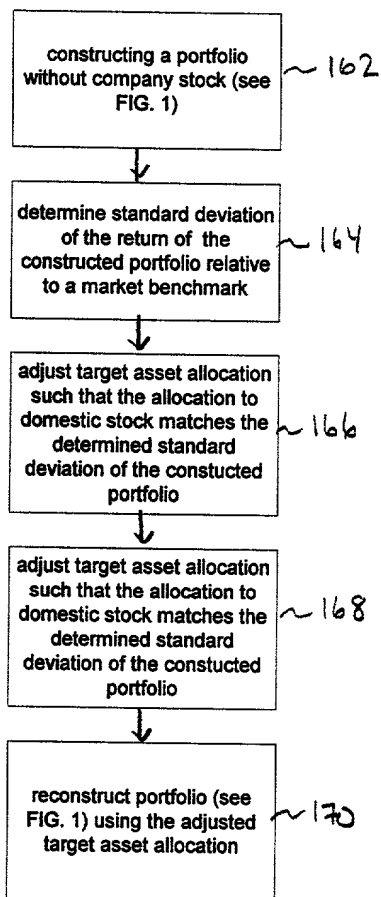 constructing a portfolio
without company stock (see
FIG. 1)
162
determine standard deviation
of the return of the
constructed portfolio relative
to a market benchmark
164
adjust target asset allocation
such that the allocation to
domestic stock matches the
determined standard
deviation of the constucted
portfolio
166
adjust target asset allocation
such that the allocation to
domestic stock matches the
determined standard
deviation of the constucted
portfolio
168
reconstruct portfolio (see
FIG. 1) using the adjusted
target asset allocation
170